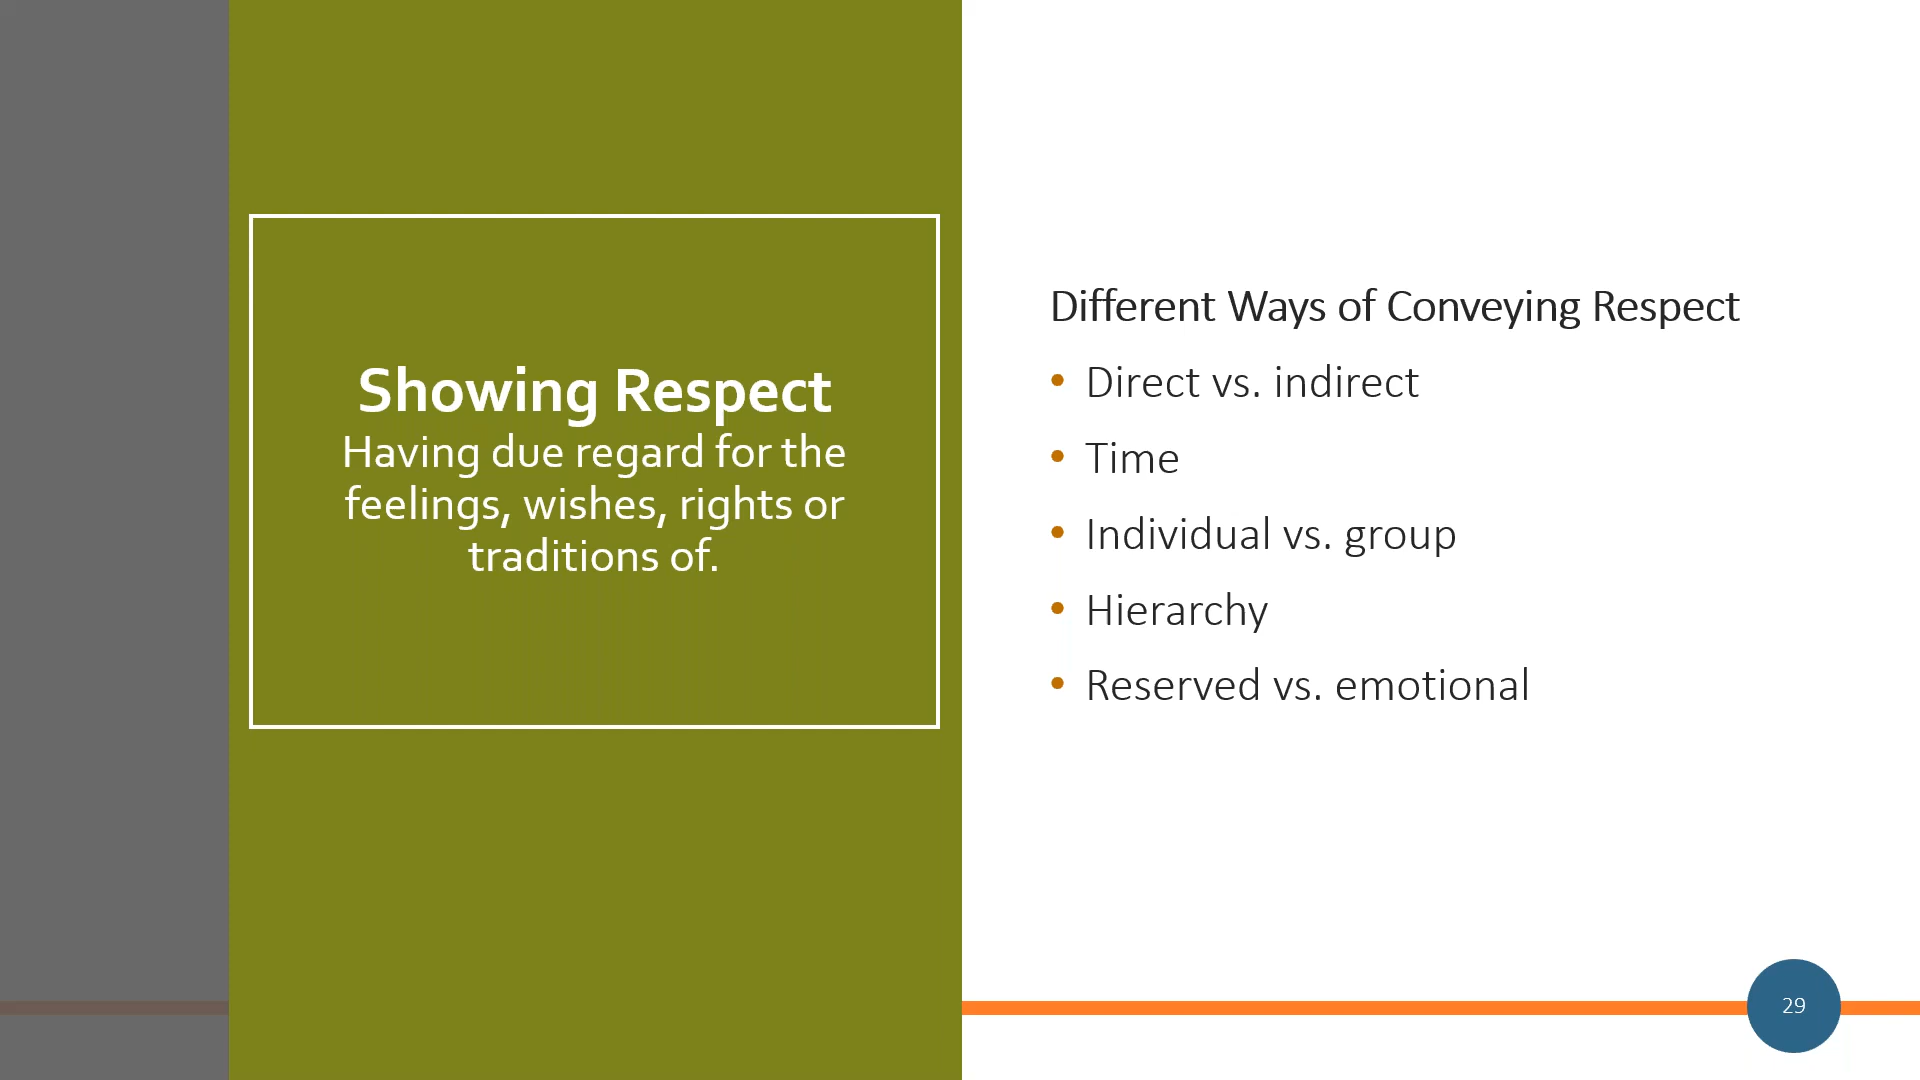 Showing Respect
Having due regard for the
feelings, wishes, rights or
traditions of.
Different Ways of Conveying Respect
• Direct vs. indirect
• Time
• Individual vs. group
• Hierarchy
• Reserved vs. emotional
29